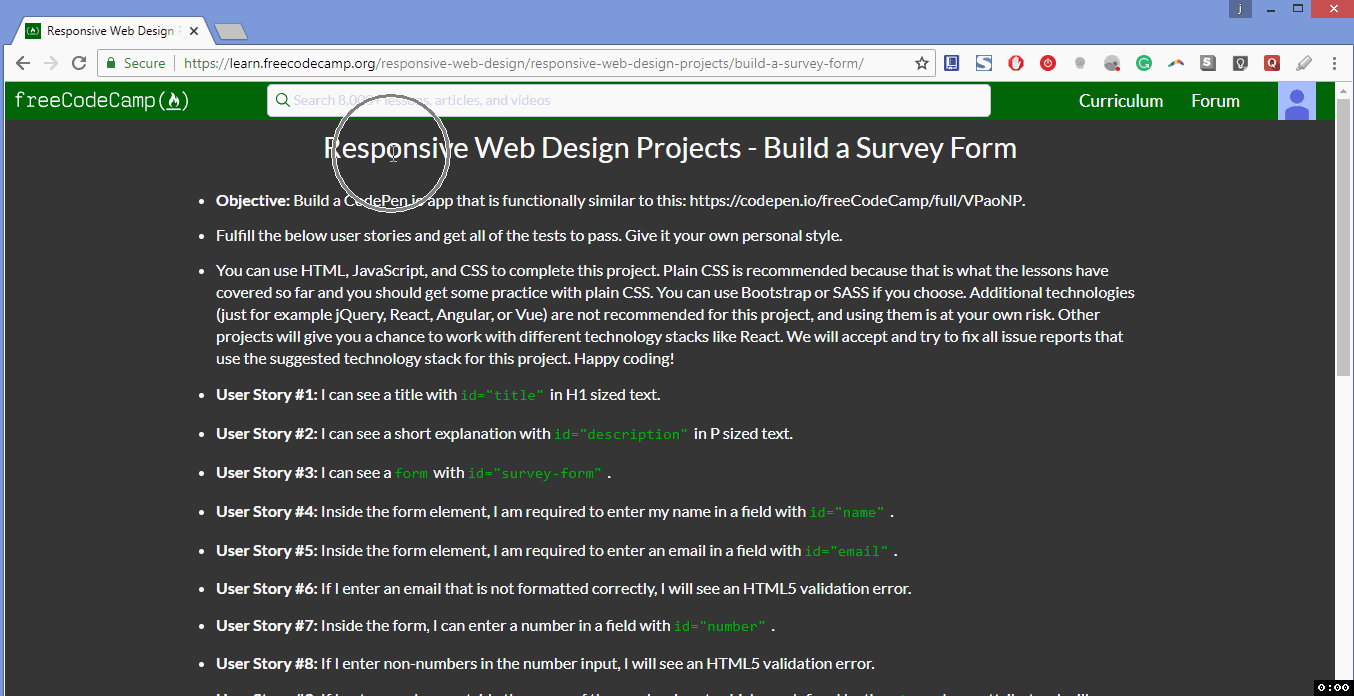 j
Responsive Web Design
Secure
https://learn.freecodecamp.org/responsive-web-design/responsive-web-design-projects/build-a-survey-form/
freeCodeCamp(🔥)
Search 8,000+ lessons, articles, and videos
Curriculum
Forum
Responsive Web Design Projects - Build a Survey Form
• Objective: Build a CodePen.io app that is functionally similar to this: https://codepen.io/freeCodeCamp/full/VPaoNP.
• Fulfill the below user stories and get all of the tests to pass. Give it your own personal style.
• You can use HTML, JavaScript, and CSS to complete this project. Plain CSS is recommended because that is what the lessons have
covered so far and you should get some practice with plain CSS. You can use Bootstrap or SASS if you choose. Additional technologies
(just for example jQuery, React, Angular, or Vue) are not recommended for this project, and using them is at your own risk. Other
projects will give you a chance to work with different technology stacks like React. We will accept and try to fix all issue reports that
use the suggested technology stack for this project. Happy coding!
• User Story #1: I can see a title with id="title" in H1 sized text.
• User Story #2: I can see a short explanation with id="description" in P sized text.
• User Story #3: I can see a form with id="survey-form" .
• User Story #4: Inside the form element, I am required to enter my name in a field with id="name" .
• User Story #5: Inside the form element, I am required to enter an email in a field with id="email" .
• User Story #6: If I enter an email that is not formatted correctly, I will see an HTML5 validation error.
• User Story #7: Inside the form, I can enter a number in a field with id="number" .
• User Story #8: If I enter non-numbers in the number input, I will see an HTML5 validation error.
0:00